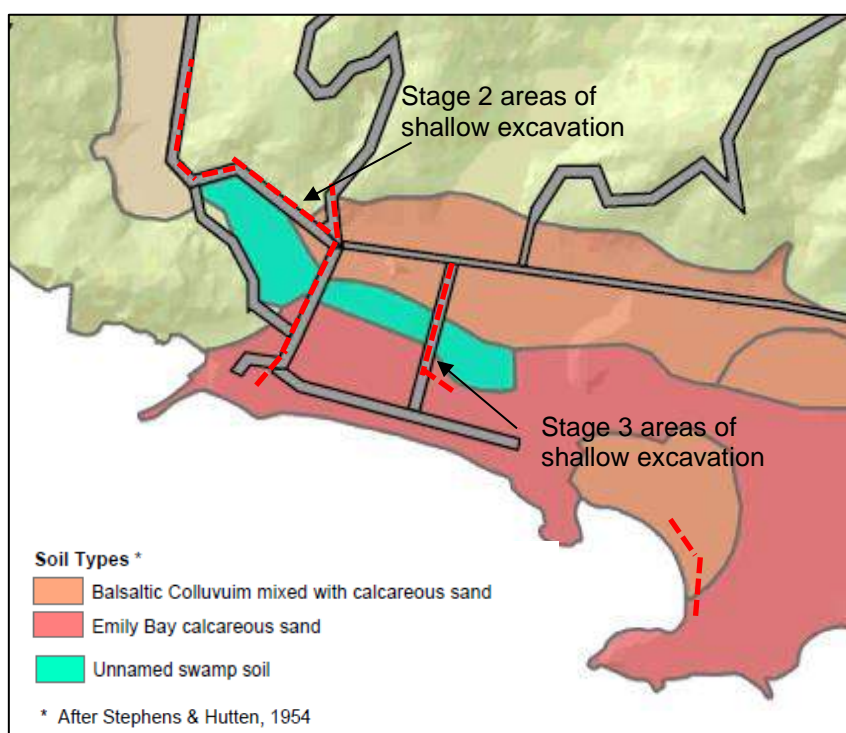 Stage 2 areas of
shallow excavation
Stage 3 areas of
shallow excavation
Soil Types *
Balsaltic Colluvuim mixed with calcareous sand
Emily Bay calcareous sand
Unnamed swamp soil
* After Stephens & Hutten, 1954